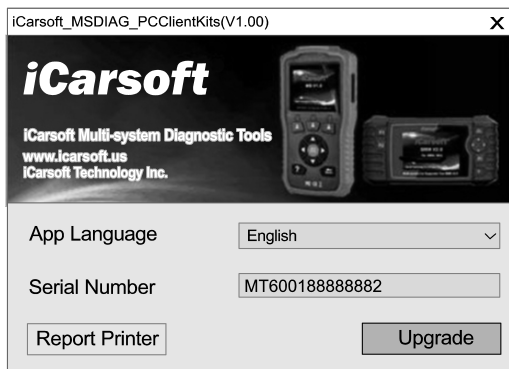 iCarsoft_MSDIAG_PCClientKits(V1.00)
X
iCarsoft
iCarsoft Multi-system Diagnostic Tools
www.icarsoft.us
iCarsoft Technology Inc.
iCarsoft
App Language
English
Serial Number
MT600188888882
Report Printer
Upgrade